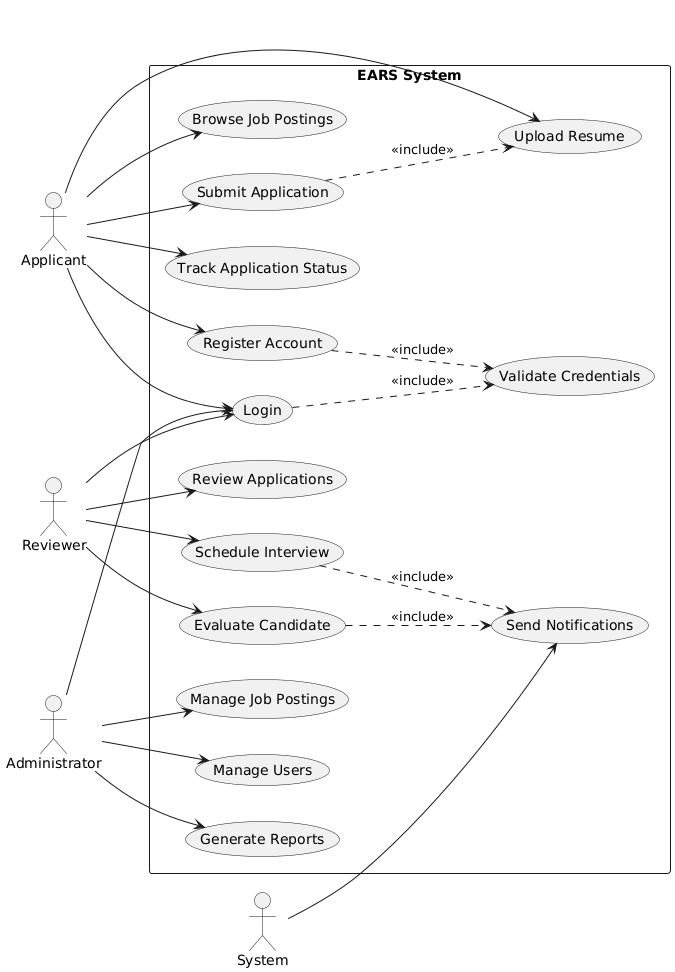 EARS System
Browse Job Postings
Upload Resume
«include»
Submit Application
Applicant
Track Application Status
Register Account
«include»
Validate Credentials
«include»
Login
Review Applications
Reviewer
Schedule Interview
«include»
Evaluate Candidate
«include»
Send Notifications
Manage Job Postings
Administrator
Manage Users
Generate Reports
System